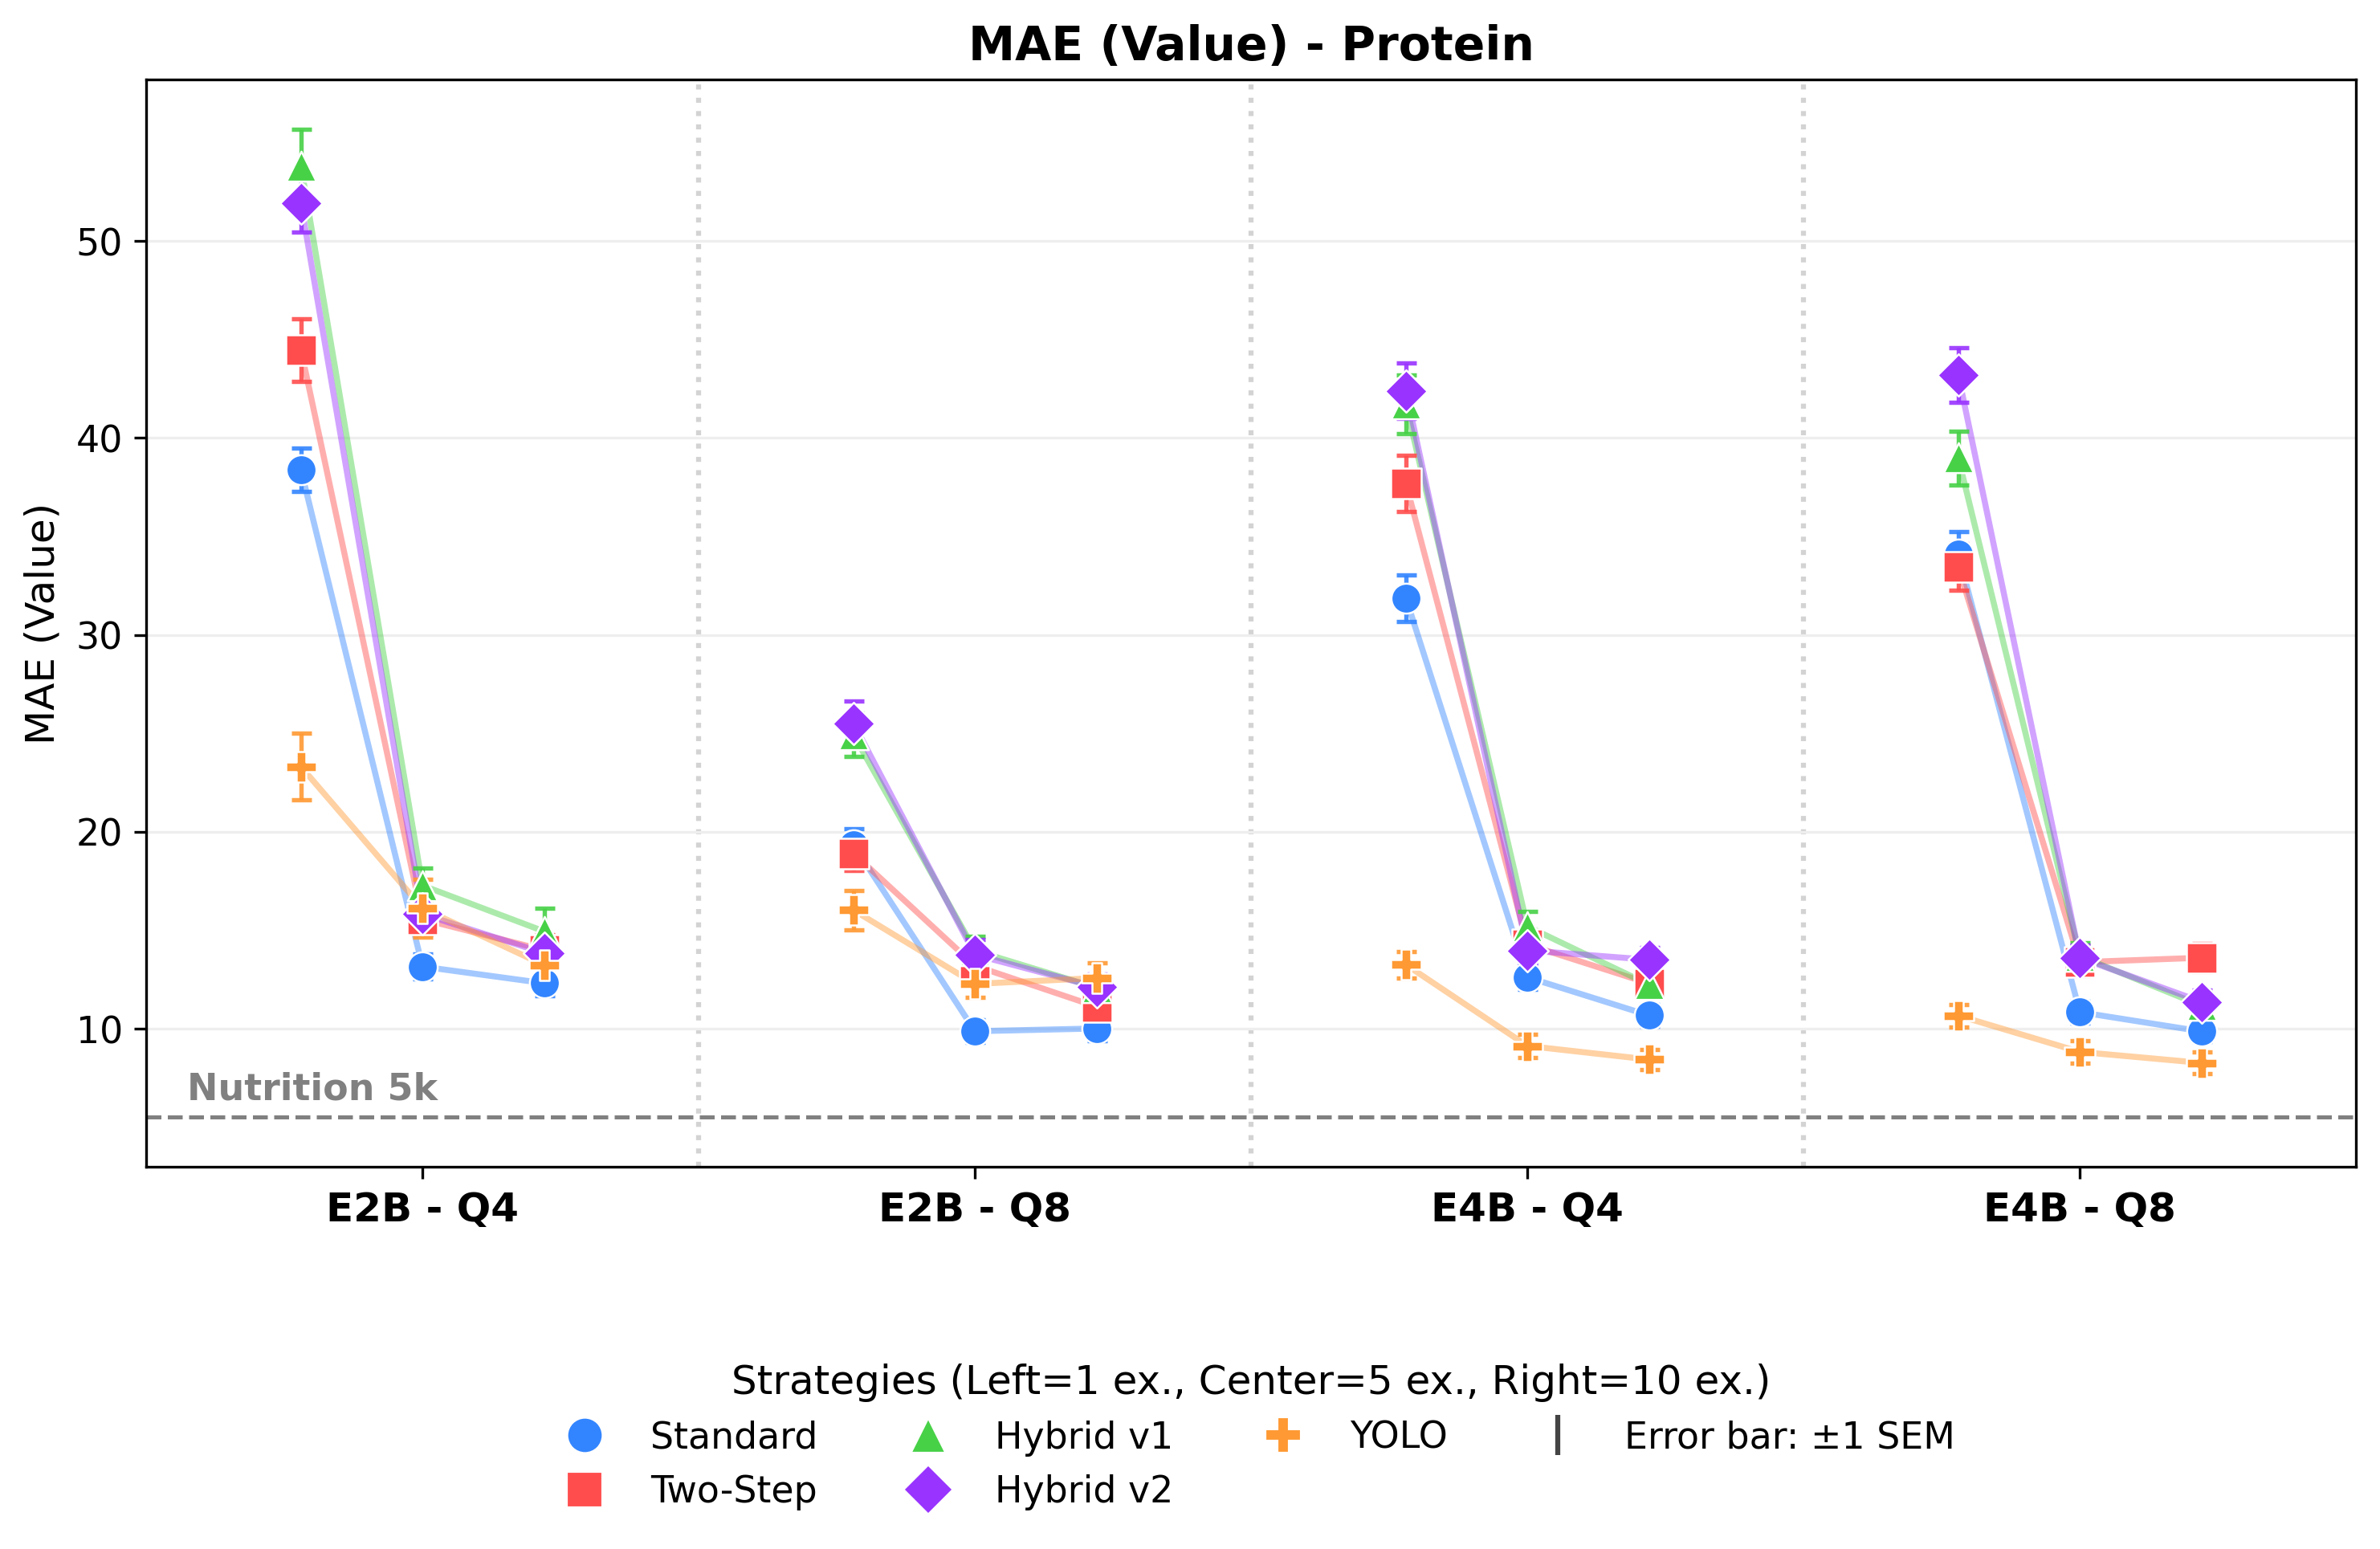 MAE (Value) - Protein
MAE (Value)
50
40
30
20
10
Nutrition 5k
E2B - Q4
E2B - Q8
E4B - Q4
E4B - Q8
Strategies (Left=1 ex., Center=5 ex., Right=10 ex.)
Standard
Two-Step
Hybrid v1
Hybrid v2
YOLO
Error bar: ±1 SEM